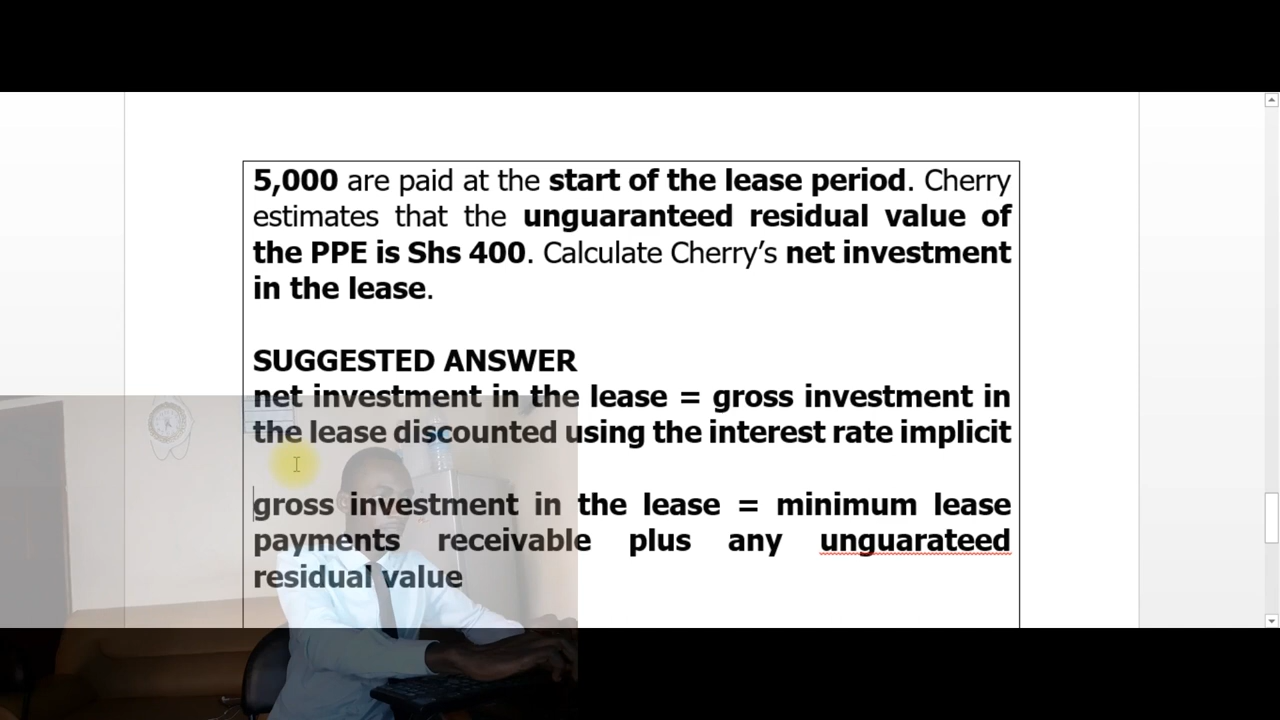 5,000 are paid at the start of the lease period. Cherry
estimates that the unguaranteed residual value of
the PPE is Shs 400. Calculate Cherry’s net investment
in the lease.
SUGGESTED ANSWER
net investment in the lease = gross investment in
the lease discounted using the interest rate implicit
gross investment in the lease = minimum lease
payments receivable plus any unguarateed
residual value